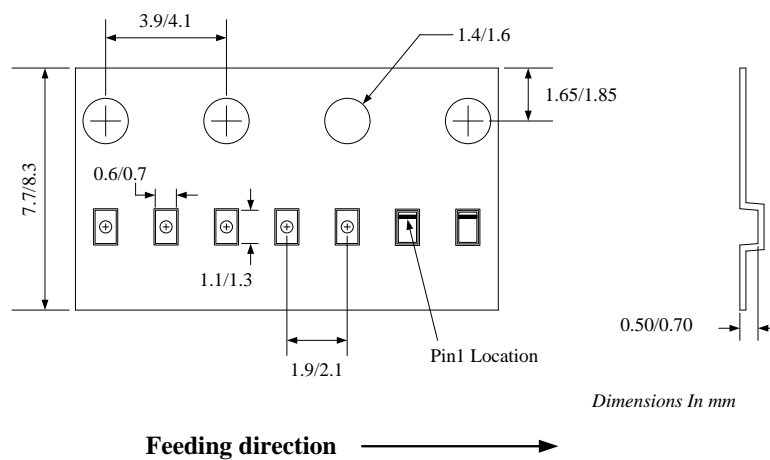 3.9/4.1
1.4/1.6
1.65/1.85
7.7/8.3
0.6/0.7
1.1/1.3
0.50/0.70
1.9/2.1
Pin1 Location
Dimensions In mm
Feeding direction